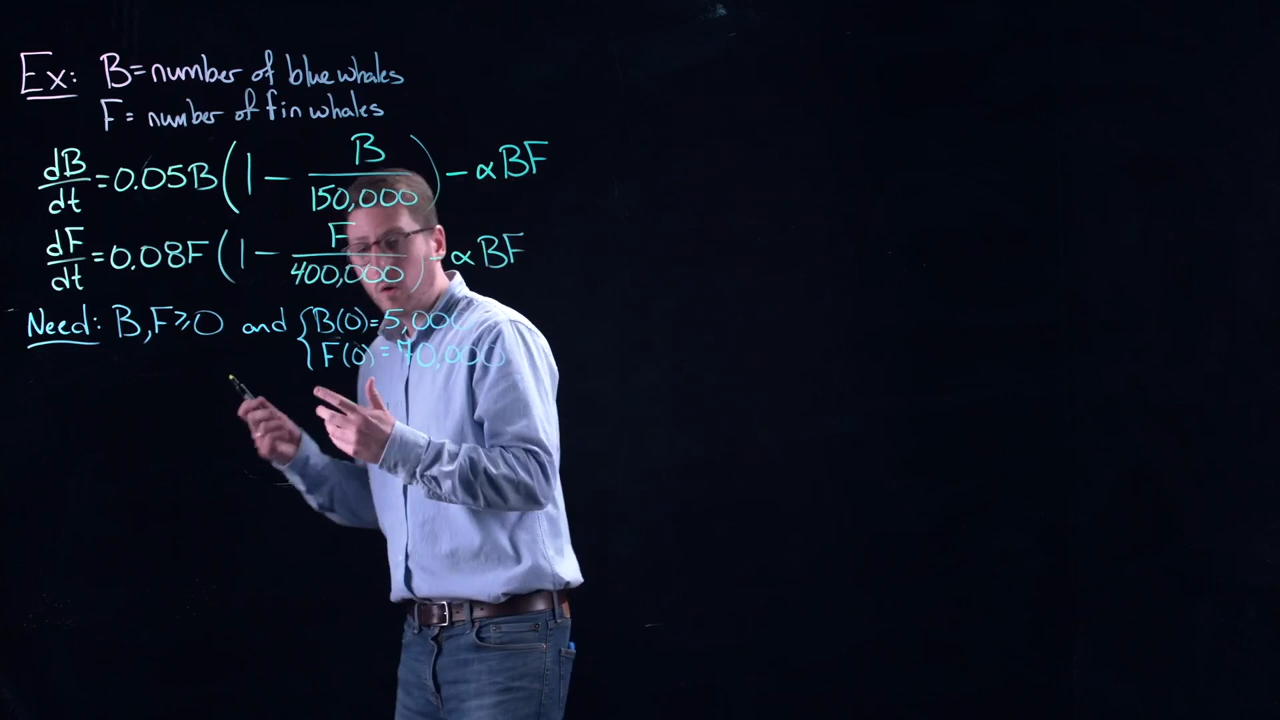 Ex: B = number of blue whales
F = number of fin whales
dB/dt = 0.05B(1 - B/150,000) - αBF
dF/dt = 0.08F(1 - F/400,000) - αBF
Need: B,F ≥ 0 and { B(0) = 5,000
F(0) = 70,000